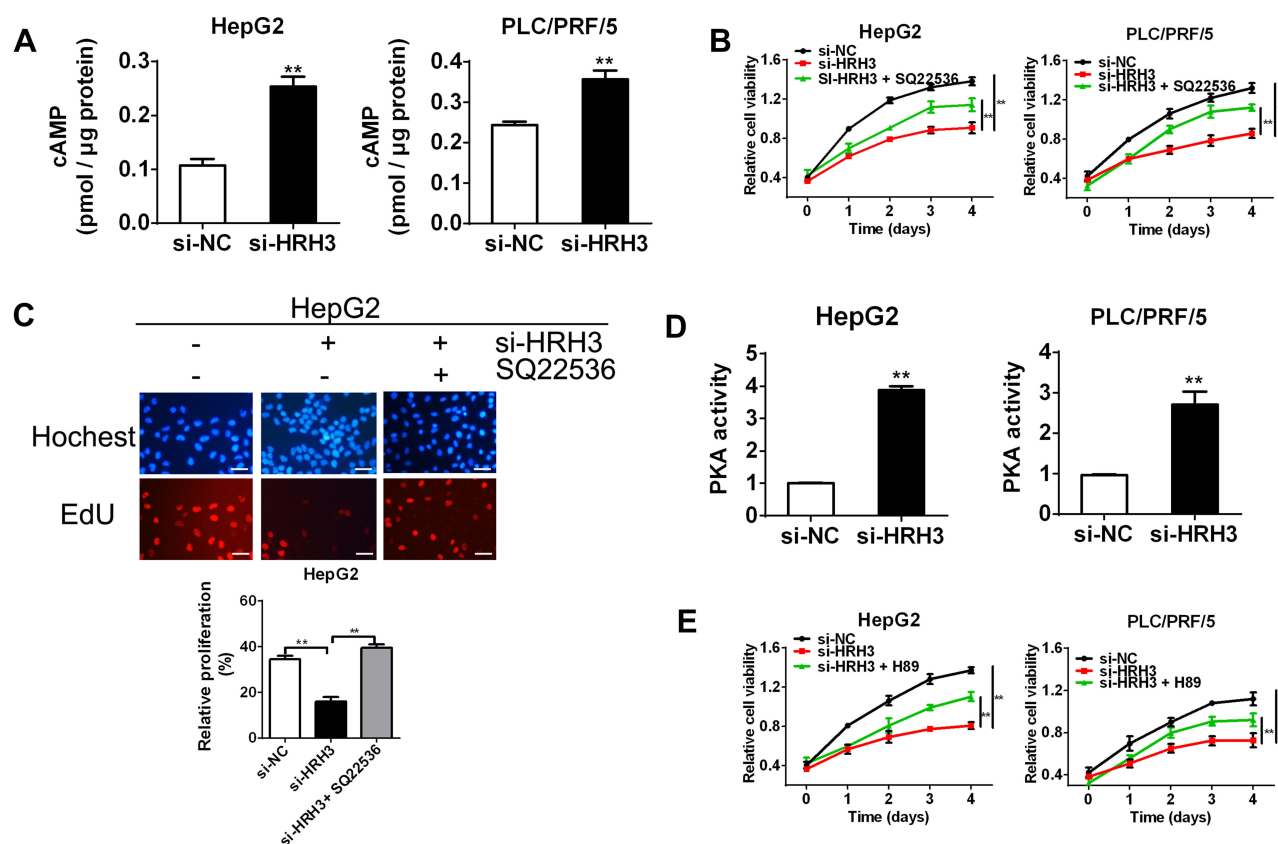 A
HepG2
cAMP
(pmol / μg protein)
0.3
0.2
0.1
0.0
**
si-NC
si-HRH3
PLC/PRF/5
cAMP
(pmol / μg protein)
0.4
0.3
0.2
0.1
0.0
**
si-NC
si-HRH3
B
HepG2
si-NC
si-HRH3
SI-HRH3 + SQ22536
Relative cell viability
1.6
1.2
0.8
0.4
**
**
0 1 2 3 4
Time (days)
PLC/PRF/5
si-NC
si-HRH3
si-HRH3 + SQ22536
Relative cell viability
1.6
1.2
0.8
0.4
**
0 1 2 3 4
Time (days)
C
HepG2
- + + si-HRH3
- - + SQ22536
Hochest
EdU
HepG2
Relative proliferation
(%)
60
40
20
0
**
**
si-NC
si-HRH3
si-HRH3+ SQ22536
D
HepG2
PKA activity
5
4
3
2
1
0
**
si-NC
si-HRH3
PLC/PRF/5
PKA activity
4
3
2
1
0
**
si-NC
si-HRH3
E
HepG2
si-NC
si-HRH3
si-HRH3 + H89
Relative cell viability
1.6
1.2
0.8
0.4
**
**
0 1 2 3 4
Time (days)
PLC/PRF/5
si-NC
si-HRH3
si-HRH3 + H89
Relative cell viability
1.6
1.2
0.8
0.4
**
0 1 2 3 4
Time (days)